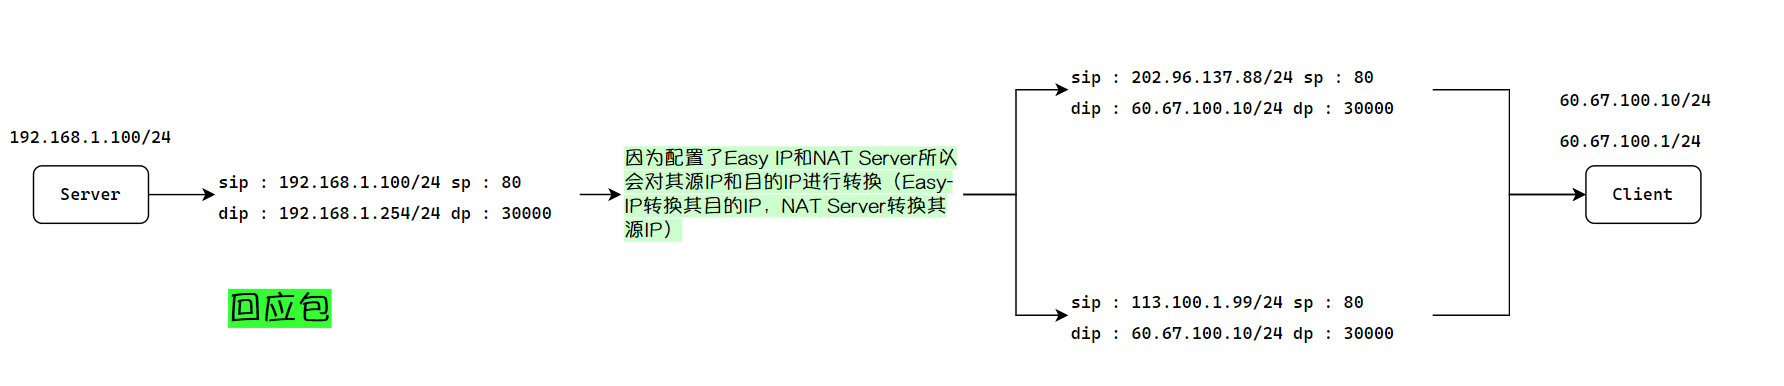 192.168.1.100/24
Server
sip : 192.168.1.100/24 sp : 80
dip : 192.168.1.254/24 dp : 30000
回应包
因为配置了Easy IP和NAT Server所以
会对其源IP和目的IP进行转换（Easy-
IP转换其目的IP，NAT Server转换其
源IP）
sip : 202.96.137.88/24 sp : 80
dip : 60.67.100.10/24 dp : 30000
sip : 113.100.1.99/24 sp : 80
dip : 60.67.100.10/24 dp : 30000
60.67.100.10/24
60.67.100.1/24
Client